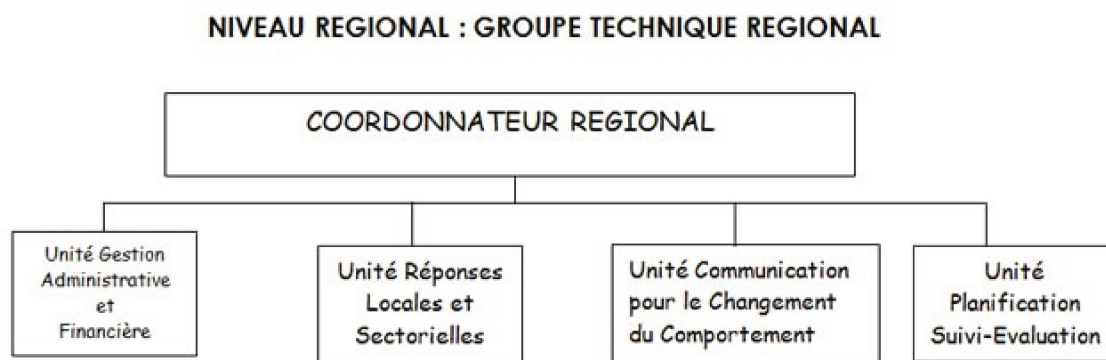 NIVEAU REGIONAL : GROUPE TECHNIQUE REGIONAL
COORDONNATEUR REGIONAL
Unité Gestion
Administrative
et
Financière
Unité Réponses
Locales et
Sectorielles
Unité Communication
pour le Changement
du Comportement
Unité
Planification
Suivi-Evaluation